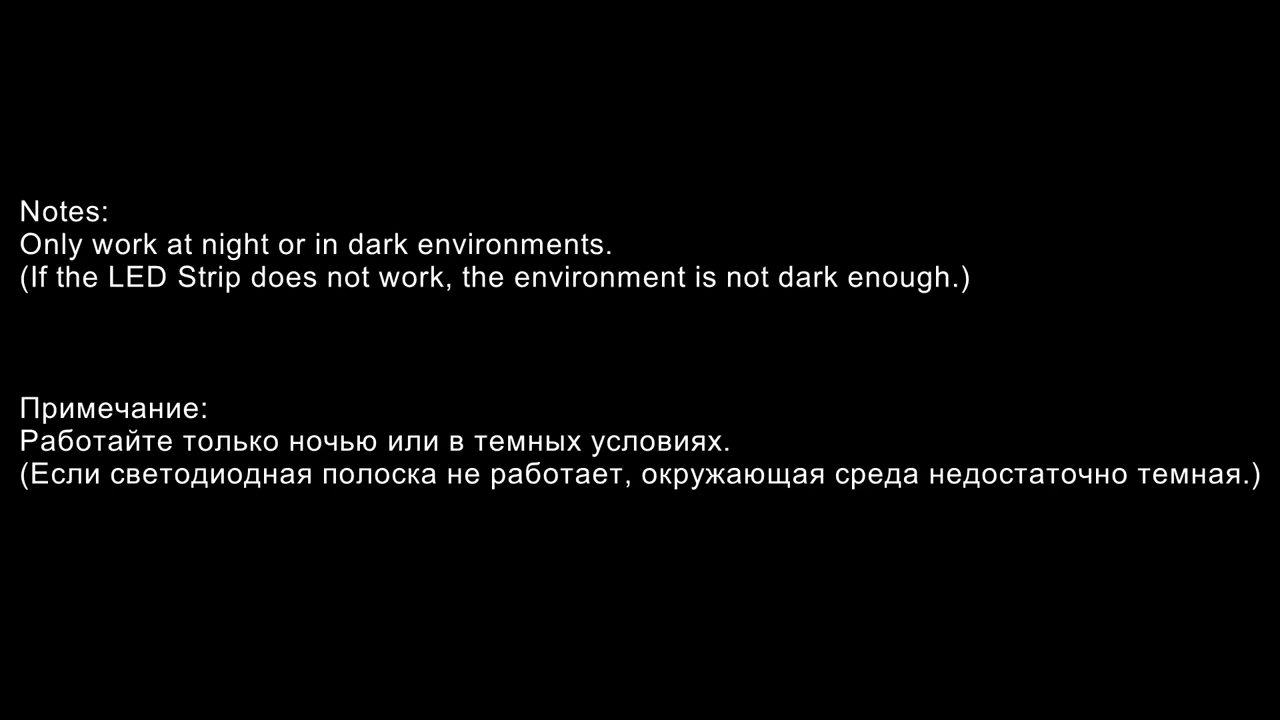 Notes:
Only work at night or in dark environments.
(If the LED Strip does not work, the environment is not dark enough.)
Примечание:
Работайте только ночью или в темных условиях.
(Если светодиодная полоска не работает, окружающая среда недостаточно темная.)